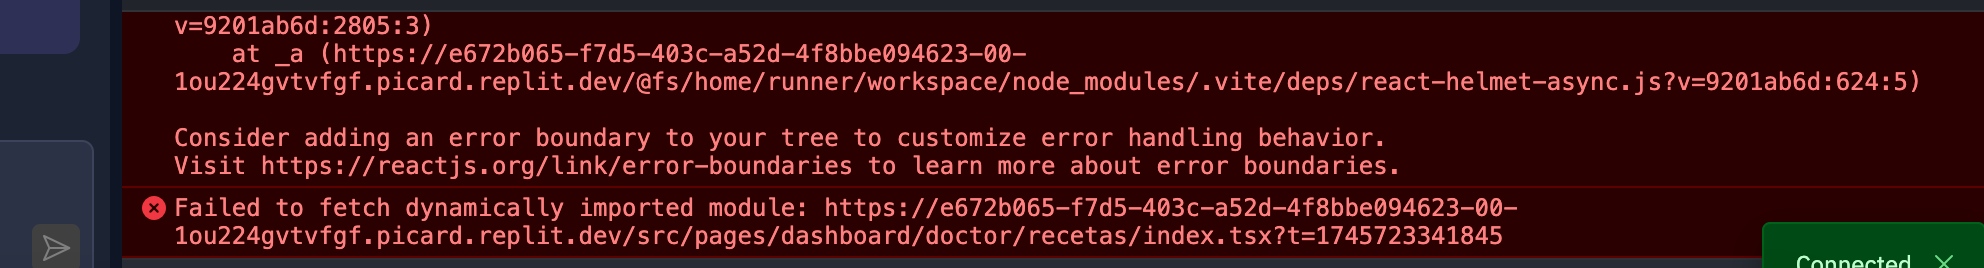 v=9201ab6d:2805:3)
at _a (https://e672b065-f7d5-403c-a52d-4f8bbe094623-00-
1ou224gvtvfgf.picard.replit.dev/@fs/home/runner/workspace/node_modules/.vite/deps/react-helmet-async.js?v=9201ab6d:624:5)
Consider adding an error boundary to your tree to customize error handling behavior.
Visit https://reactjs.org/link/error-boundaries to learn more about error boundaries.
Failed to fetch dynamically imported module: https://e672b065-f7d5-403c-a52d-4f8bbe094623-00-
1ou224gvtvfgf.picard.replit.dev/src/pages/dashboard/doctor/recetas/index.tsx?t=1745723341845
Connected